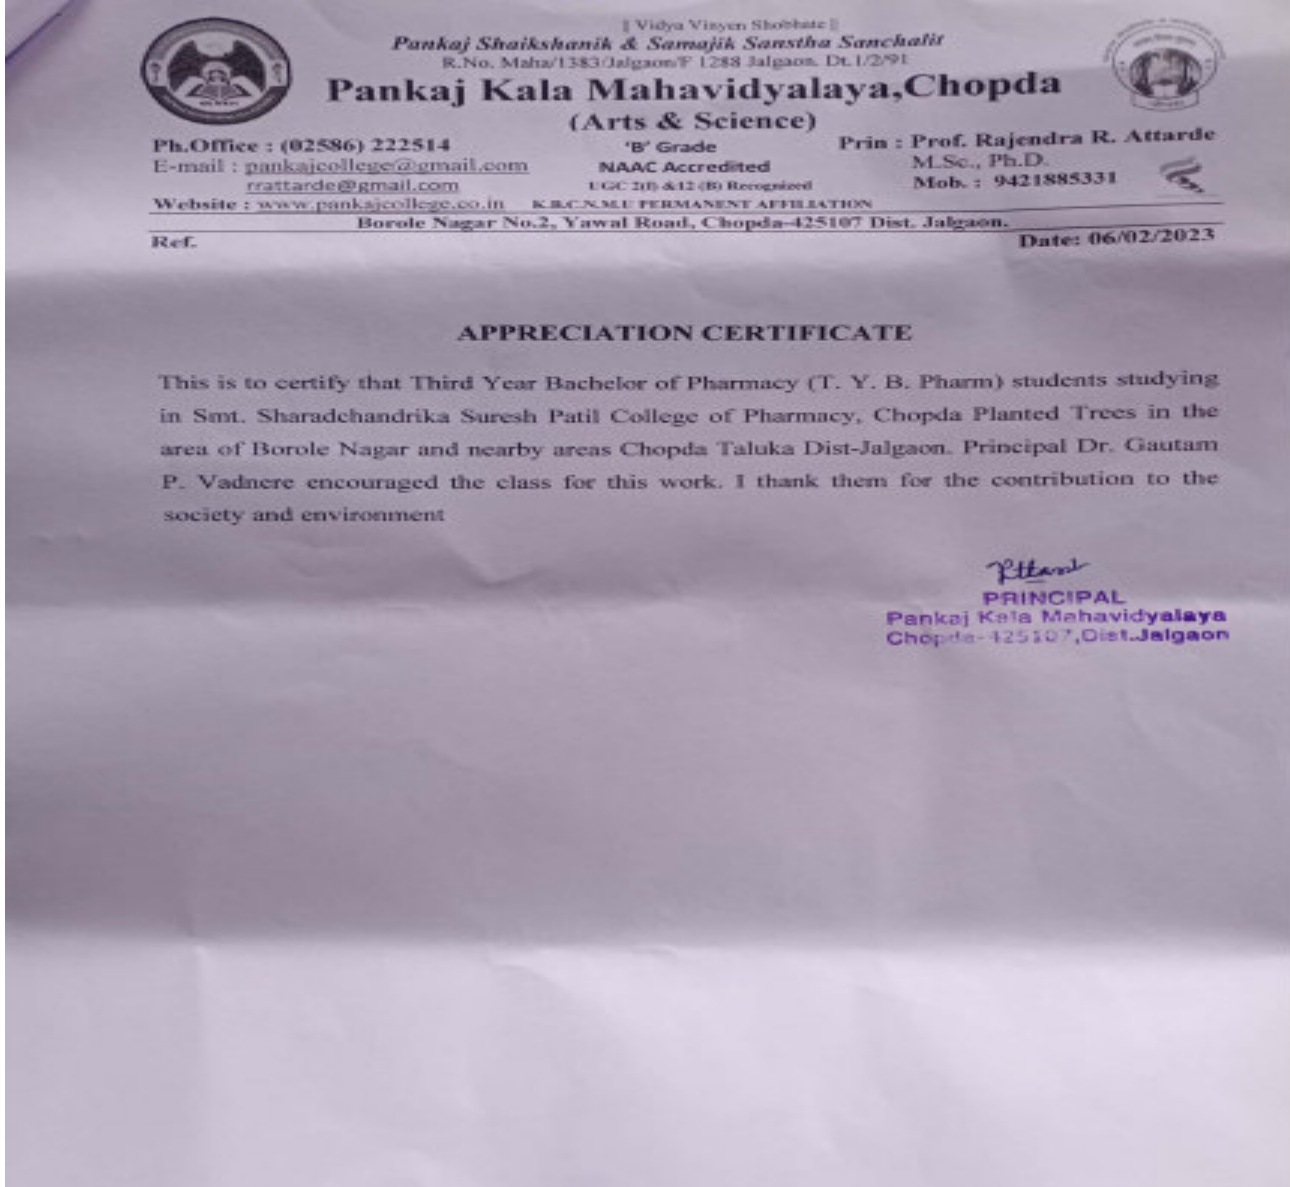 || Vidya Vinyen Shobhate ||
Pankaj Shaikshanik & Samajik Sanstha Sanchalit
R.No. Maha/1383/Jalgaon/F 1288 Jalgaon. Dt.1/2/91
Pankaj Kala Mahavidyalaya,Chopda
(Arts & Science)
Ph.Office : (02586) 222514 'B' Grade Prin : Prof. Rajendra R. Attarde
E-mail : pankajcollege@gmail.com NAAC Accredited M.Sc., Ph.D.
rrattarde@gmail.com UGC 2(f) &12 (B) Recognized Mob. : 9421885331
Website : www.pankajcollege.co.in K.B.C.N.M.U PERMANENT AFFILIATION
Borole Nagar No.2, Yawal Road, Chopda-425107 Dist. Jalgaon.
Ref. Date: 06/02/2023
APPRECIATION CERTIFICATE
This is to certify that Third Year Bachelor of Pharmacy (T. Y. B. Pharm) students studying
in Smt. Sharadchandrika Suresh Patil College of Pharmacy, Chopda Planted Trees in the
area of Borole Nagar and nearby areas Chopda Taluka Dist-Jalgaon. Principal Dr. Gautam
P. Vadnere encouraged the class for this work. I thank them for the contribution to the
society and environment
PRINCIPAL
Pankaj Kala Mahavidyalaya
Chopda-425107,Dist.Jalgaon